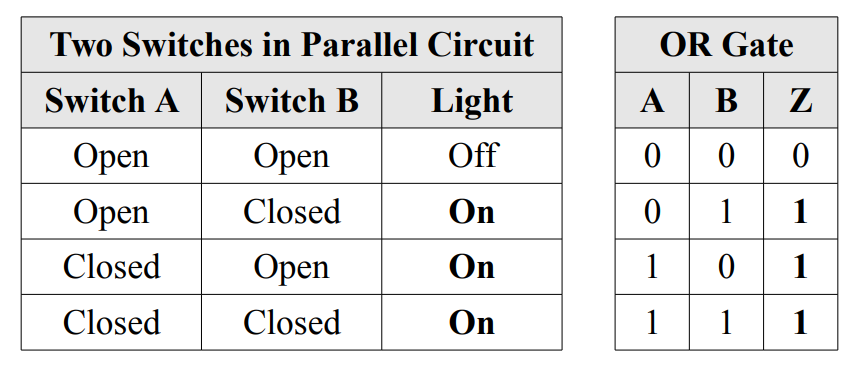 Two Switches in Parallel Circuit OR Gate
Switch A Switch B Light A B Z
Open Open Off 0 0 0
Open Closed On 0 1 1
Closed Open On 1 0 1
Closed Closed On 1 1 1